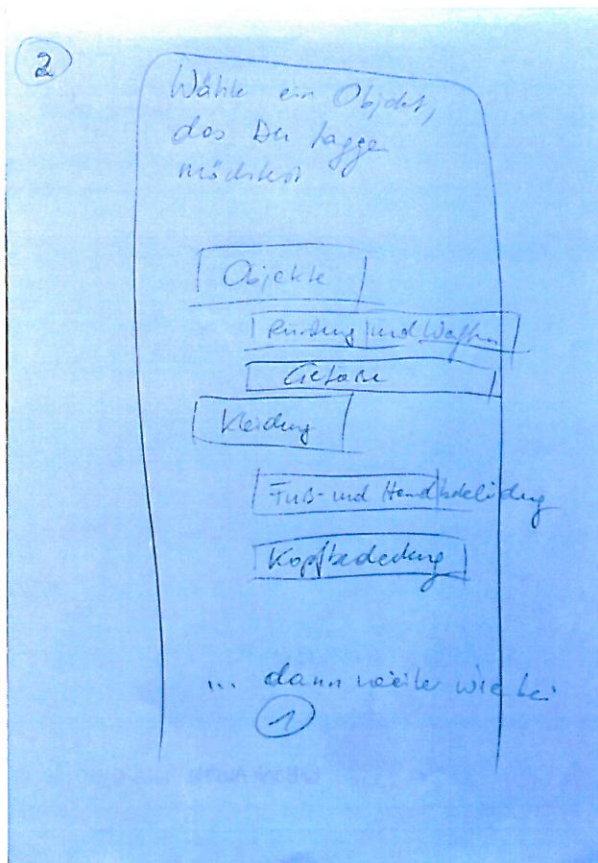 2
Wähle ein Objekt,
das Du taggen
möchtest
Objekte
Rüstung und Waffen
Gefäße
Kleidung
Fuß- und Handbekleidung
Kopfbedeckung
... dann weiter wie bei
1